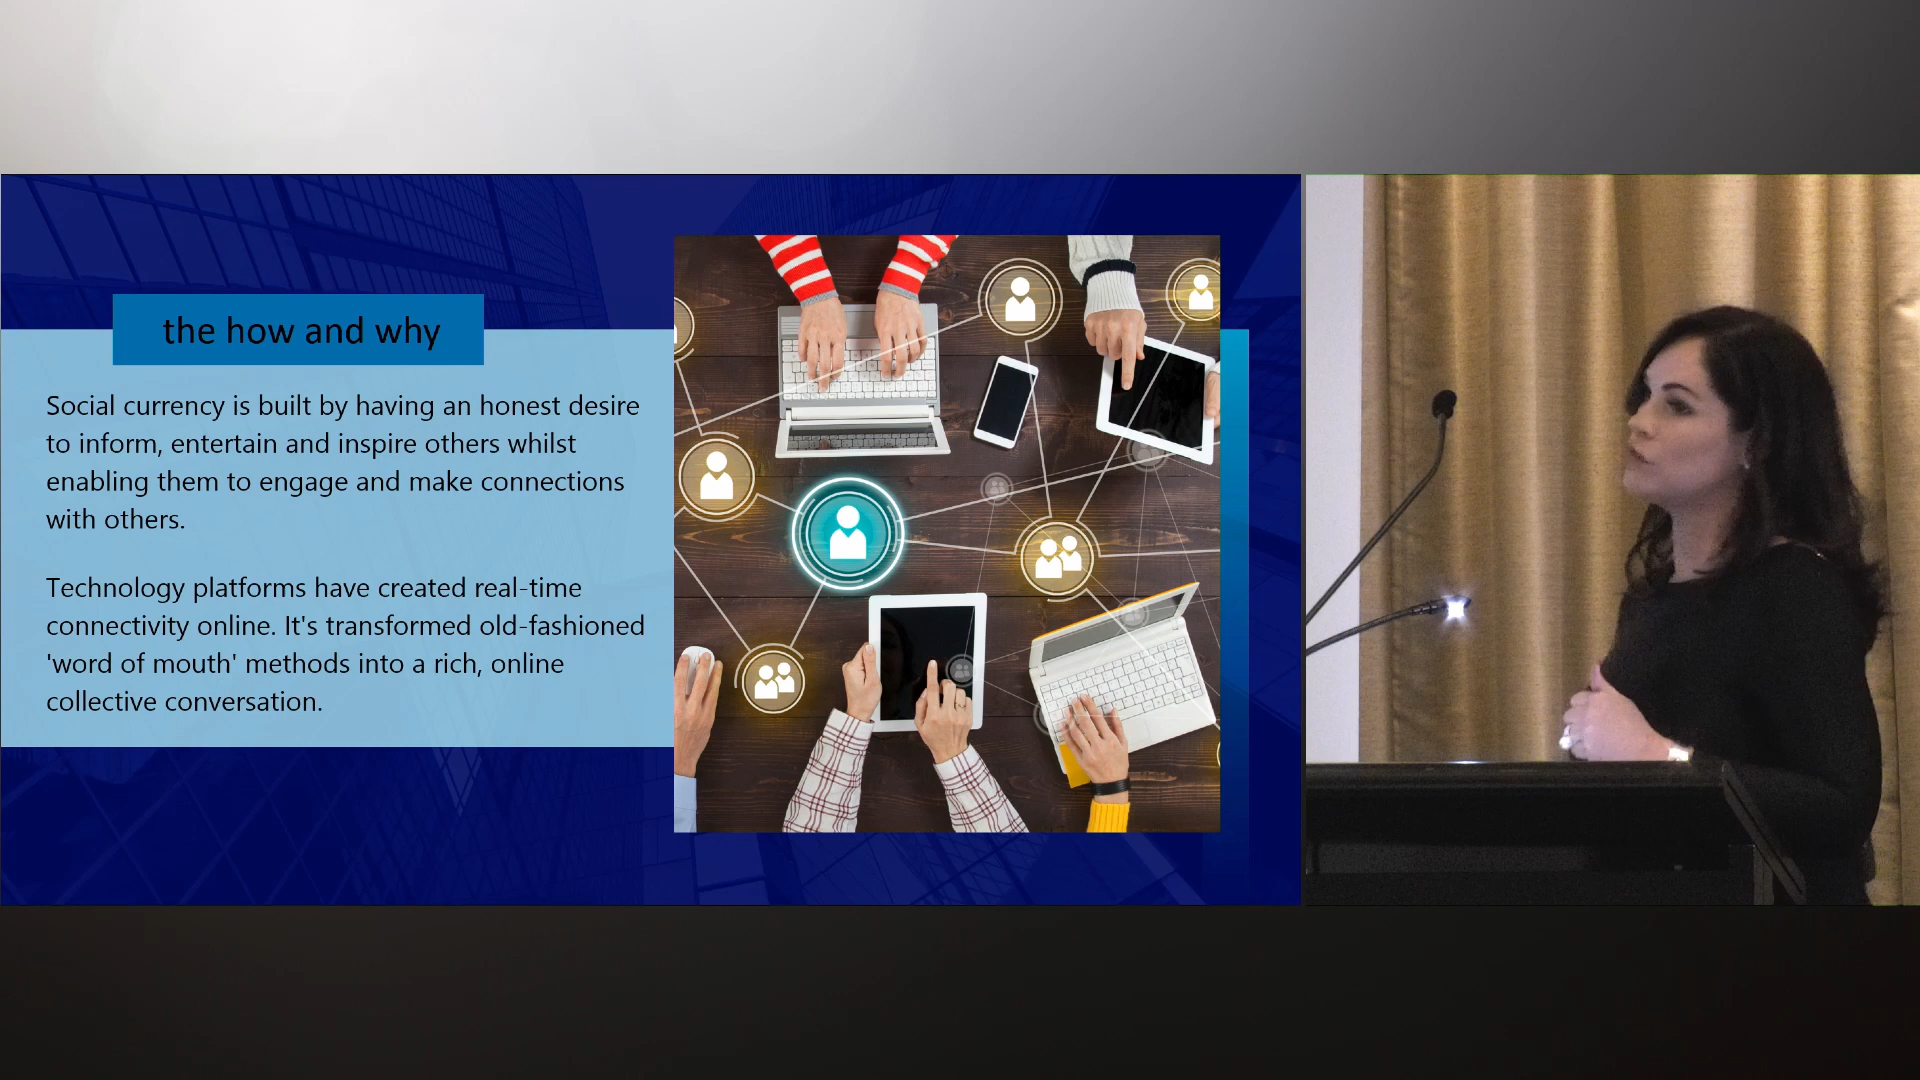 the how and why
Social currency is built by having an honest desire
to inform, entertain and inspire others whilst
enabling them to engage and make connections
with others.
Technology platforms have created real-time
connectivity online. It's transformed old-fashioned
'word of mouth' methods into a rich, online
collective conversation.